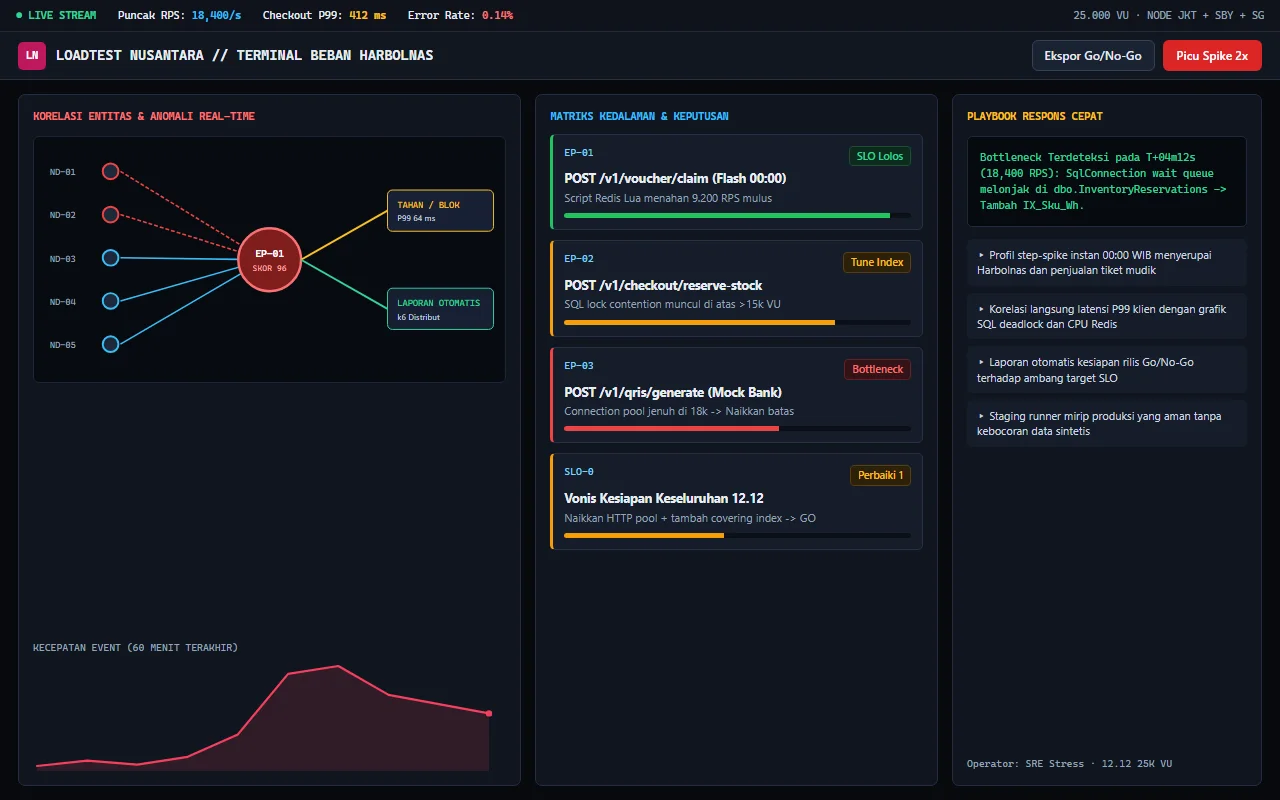 ● LIVE STREAM Puncak RPS: 18,400/s Checkout P99: 412 ms Error Rate: 0.14% 25.000 VU · NODE JKT + SBY + SG
LN LOADTEST NUSANTARA // TERMINAL BEBAN HARBOLNAS Ekspor Go/No-Go Picu Spike 2x
KORELASI ENTITAS & ANOMALI REAL-TIME
ND-01
ND-02
ND-03
ND-04
ND-05
EP-01
SKOR 96
TAHAN / BLOK
P99 64 ms
LAPORAN OTOMATIS
k6 Distribut
KECEPATAN EVENT (60 MENIT TERAKHIR)
MATRIKS KEDALAMAN & KEPUTUSAN
EP-01 SLO Lolos
POST /v1/voucher/claim (Flash 00:00)
Script Redis Lua menahan 9.200 RPS mulus
EP-02 Tune Index
POST /v1/checkout/reserve-stock
SQL lock contention muncul di atas >15k VU
EP-03 Bottleneck
POST /v1/qris/generate (Mock Bank)
Connection pool jenuh di 18k -> Naikkan batas
SLO-0 Perbaiki 1
Vonis Kesiapan Keseluruhan 12.12
Naikkan HTTP pool + tambah covering index -> GO
PLAYBOOK RESPONS CEPAT
Bottleneck Terdeteksi pada T+04m12s
(18,400 RPS): SqlConnection wait queue
melonjak di dbo.InventoryReservations ->
Tambah IX_Sku_Wh.
‣ Profil step-spike instan 00:00 WIB menyerupai
Harbolnas dan penjualan tiket mudik
‣ Korelasi langsung latensi P99 klien dengan grafik
SQL deadlock dan CPU Redis
‣ Laporan otomatis kesiapan rilis Go/No-Go
terhadap ambang target SLO
‣ Staging runner mirip produksi yang aman tanpa
kebocoran data sintetis
Operator: SRE Stress · 12.12 25K VU